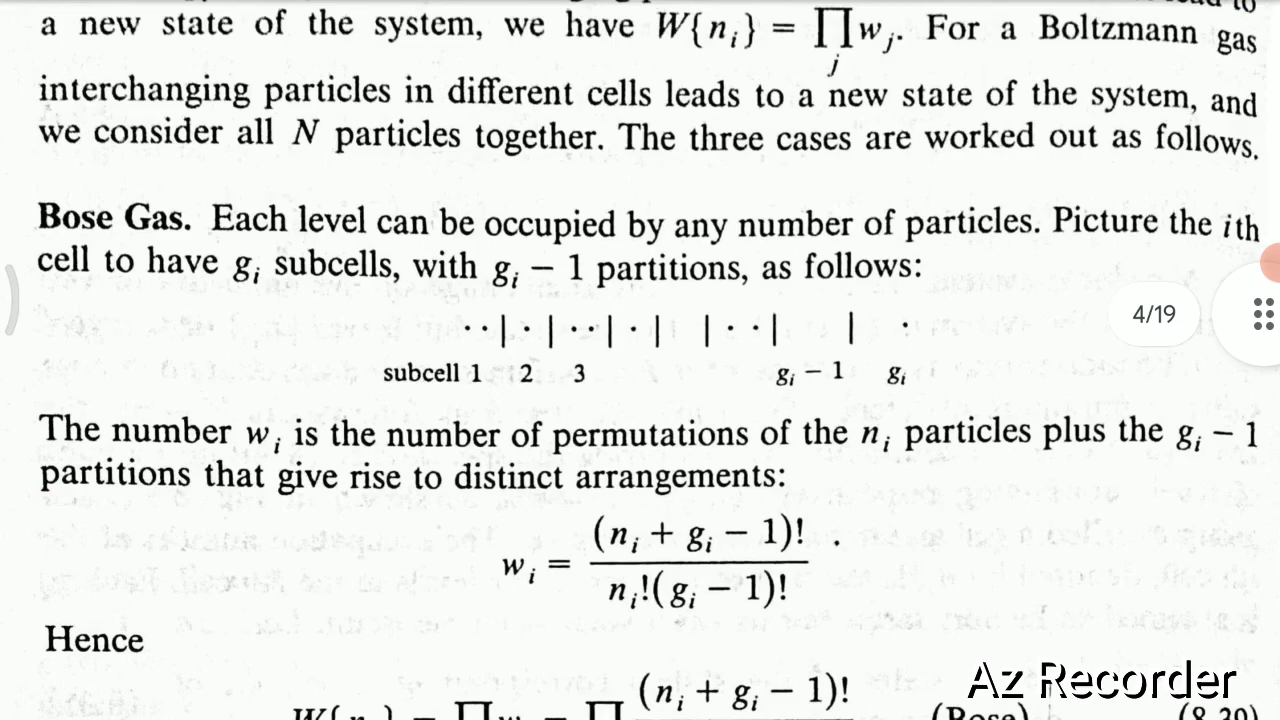 a new state of the system, we have W{n_i} = ∏_j w_j. For a Boltzmann gas
interchanging particles in different cells leads to a new state of the system, and
we consider all N particles together. The three cases are worked out as follows.
Bose Gas. Each level can be occupied by any number of particles. Picture the ith
cell to have g_i subcells, with g_i − 1 partitions, as follows:
· · | · | · · · | · | | · · | | ·
4/19
subcell 1 2 3 g_i − 1 g_i
The number w_i is the number of permutations of the n_i particles plus the g_i − 1
partitions that give rise to distinct arrangements:
w_i = (n_i + g_i − 1)! / n_i!(g_i − 1)!
Hence
(n_i + g_i − 1)!
Az Recorder